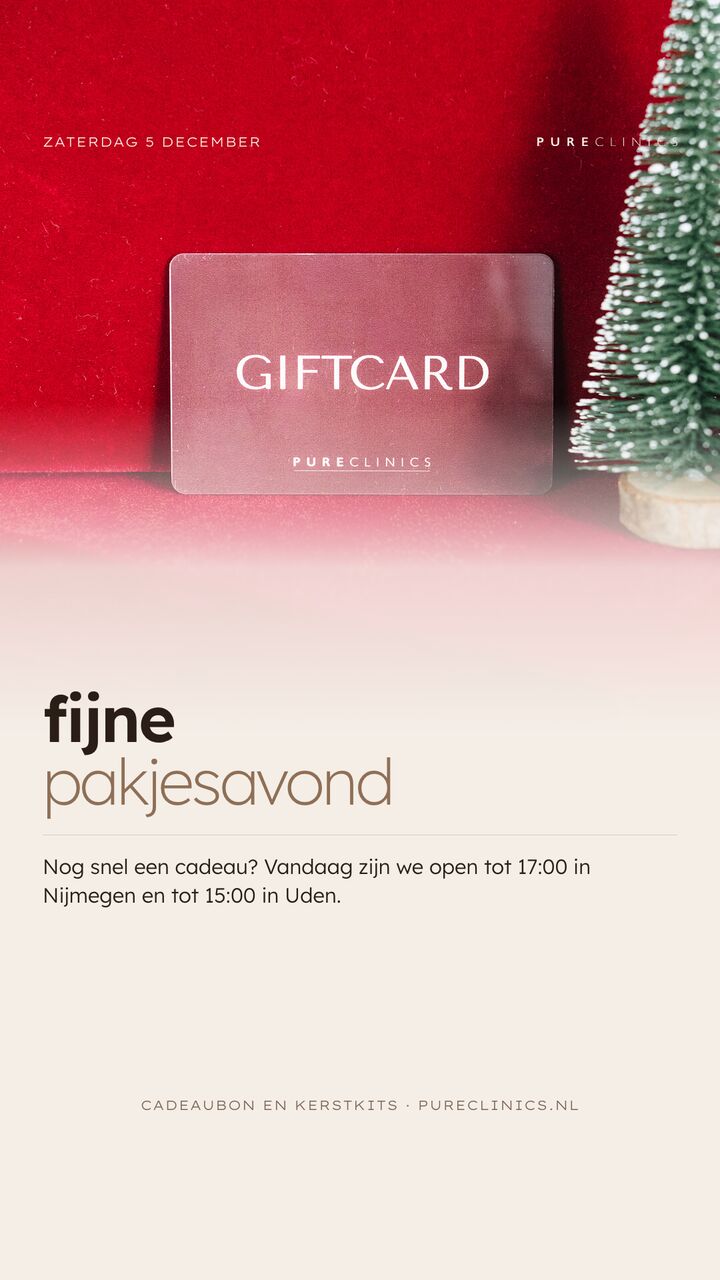 ZATERDAG 5 DECEMBER
PURECLINICS
GIFTCARD
PURECLINICS
fijne
pakjesavond
Nog snel een cadeau? Vandaag zijn we open tot 17:00 in
Nijmegen en tot 15:00 in Uden.
CADEAUBON EN KERSTKITS · PURECLINICS.NL